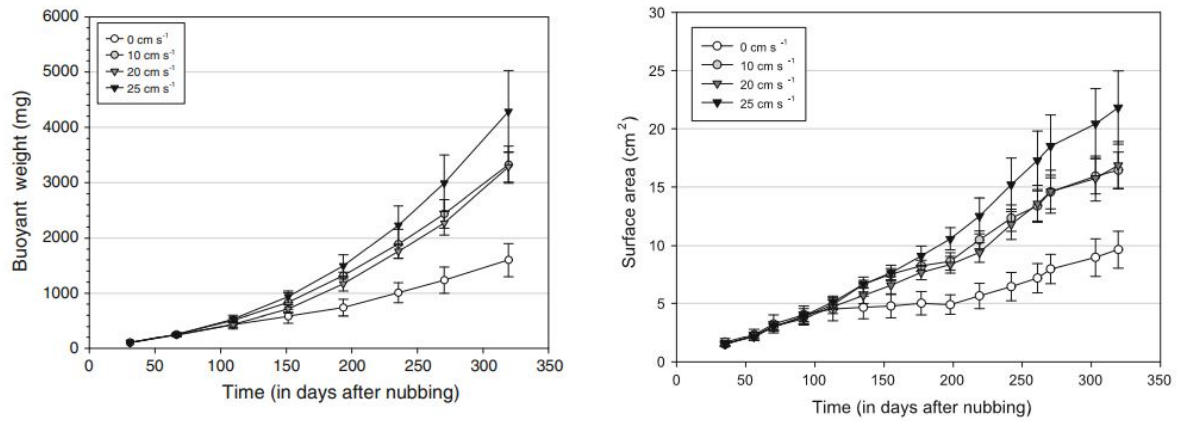 6000
5000
4000
3000
2000
1000
0
Buoyant weight (mg)
0 cm s⁻¹
10 cm s⁻¹
20 cm s⁻¹
25 cm s⁻¹
0 50 100 150 200 250 300 350
Time (in days after nubbing)
30
25
20
15
10
5
0
Surface area (cm²)
0 cm s⁻¹
10 cm s⁻¹
20 cm s⁻¹
25 cm s⁻¹
0 50 100 150 200 250 300 350
Time (in days after nubbing)